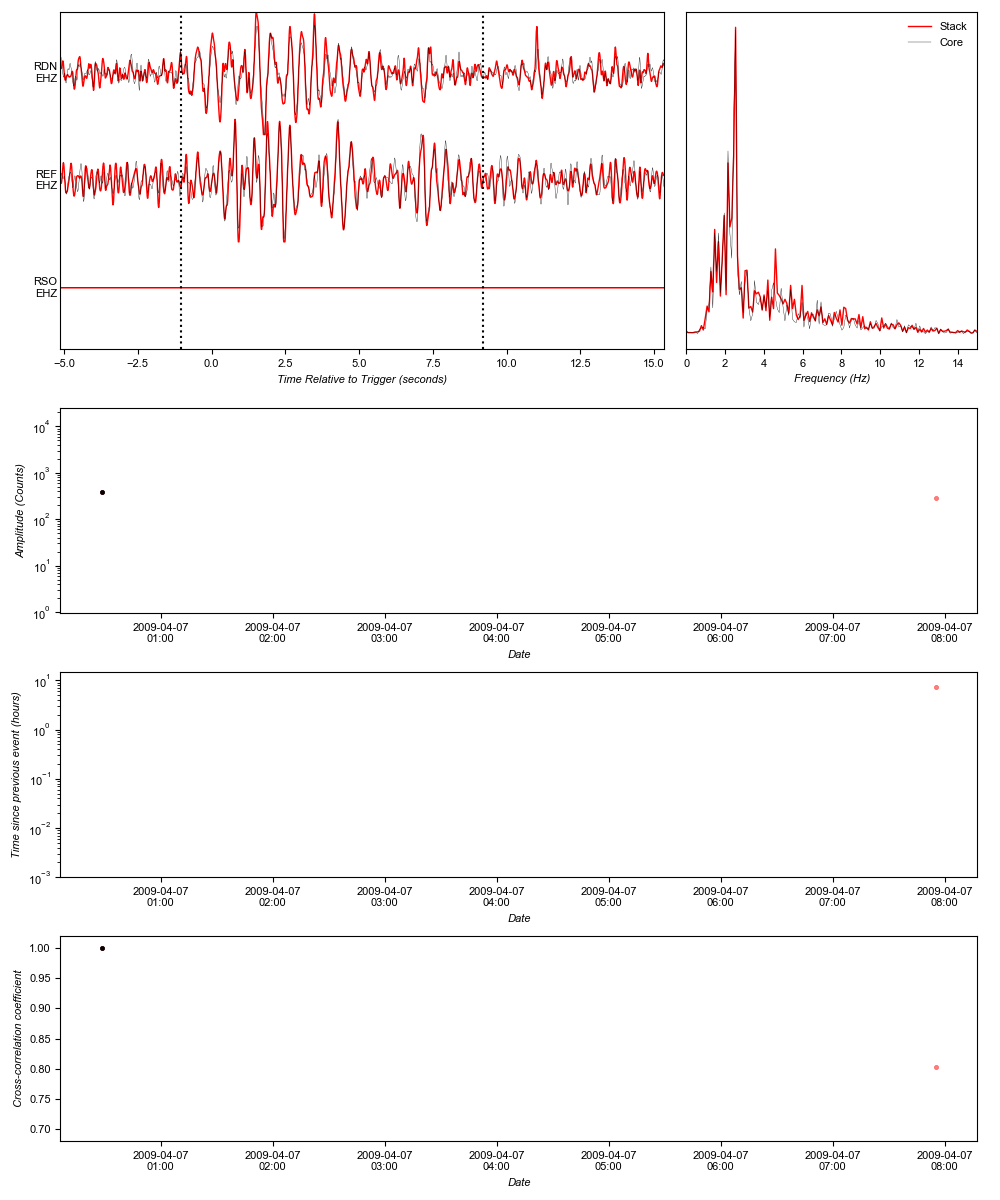 RDN
EHZ
REF
EHZ
RSO
EHZ
−5.0 −2.5 0.0 2.5 5.0 7.5 10.0 12.5 15.0
Time Relative to Trigger (seconds)
Stack
Core
0 2 4 6 8 10 12 14
Frequency (Hz)
10^4
10^3
10^2
10^1
10^0
Amplitude (Counts)
2009-04-07 2009-04-07 2009-04-07 2009-04-07 2009-04-07 2009-04-07 2009-04-07 2009-04-07
01:00 02:00 03:00 04:00 05:00 06:00 07:00 08:00
Date
10^1
10^0
10^−1
10^−2
10^−3
Time since previous event (hours)
2009-04-07 2009-04-07 2009-04-07 2009-04-07 2009-04-07 2009-04-07 2009-04-07 2009-04-07
01:00 02:00 03:00 04:00 05:00 06:00 07:00 08:00
Date
1.00
0.95
0.90
0.85
0.80
0.75
0.70
Cross-correlation coefficient
2009-04-07 2009-04-07 2009-04-07 2009-04-07 2009-04-07 2009-04-07 2009-04-07 2009-04-07
01:00 02:00 03:00 04:00 05:00 06:00 07:00 08:00
Date